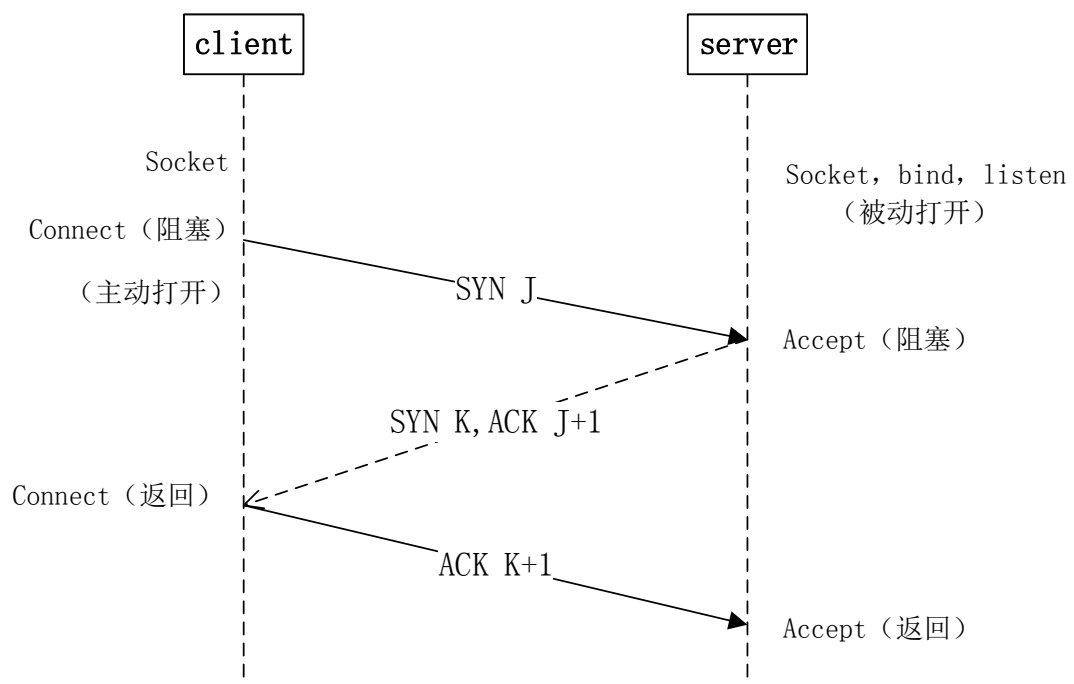 client
server
Socket
Socket，bind，listen
（被动打开）
Connect（阻塞）
（主动打开）
SYN J
Accept（阻塞）
SYN K,ACK J+1
Connect（返回）
ACK K+1
Accept（返回）